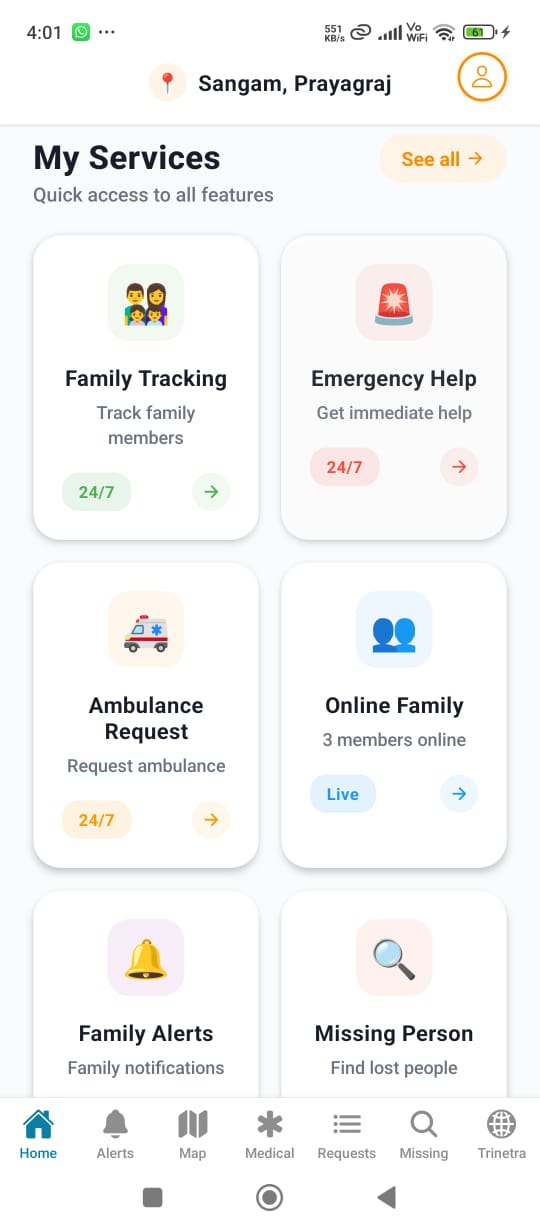 4:01
551 KB/s
Vo WiFi
61
Sangam, Prayagraj
My Services
See all →
Quick access to all features
Family Tracking
Track family
members
24/7 →
Emergency Help
Get immediate help
24/7 →
Ambulance
Request
Request ambulance
24/7 →
Online Family
3 members online
Live →
Family Alerts
Family notifications
Missing Person
Find lost people
Home
Alerts
Map
Medical
Requests
Missing
Trinetra